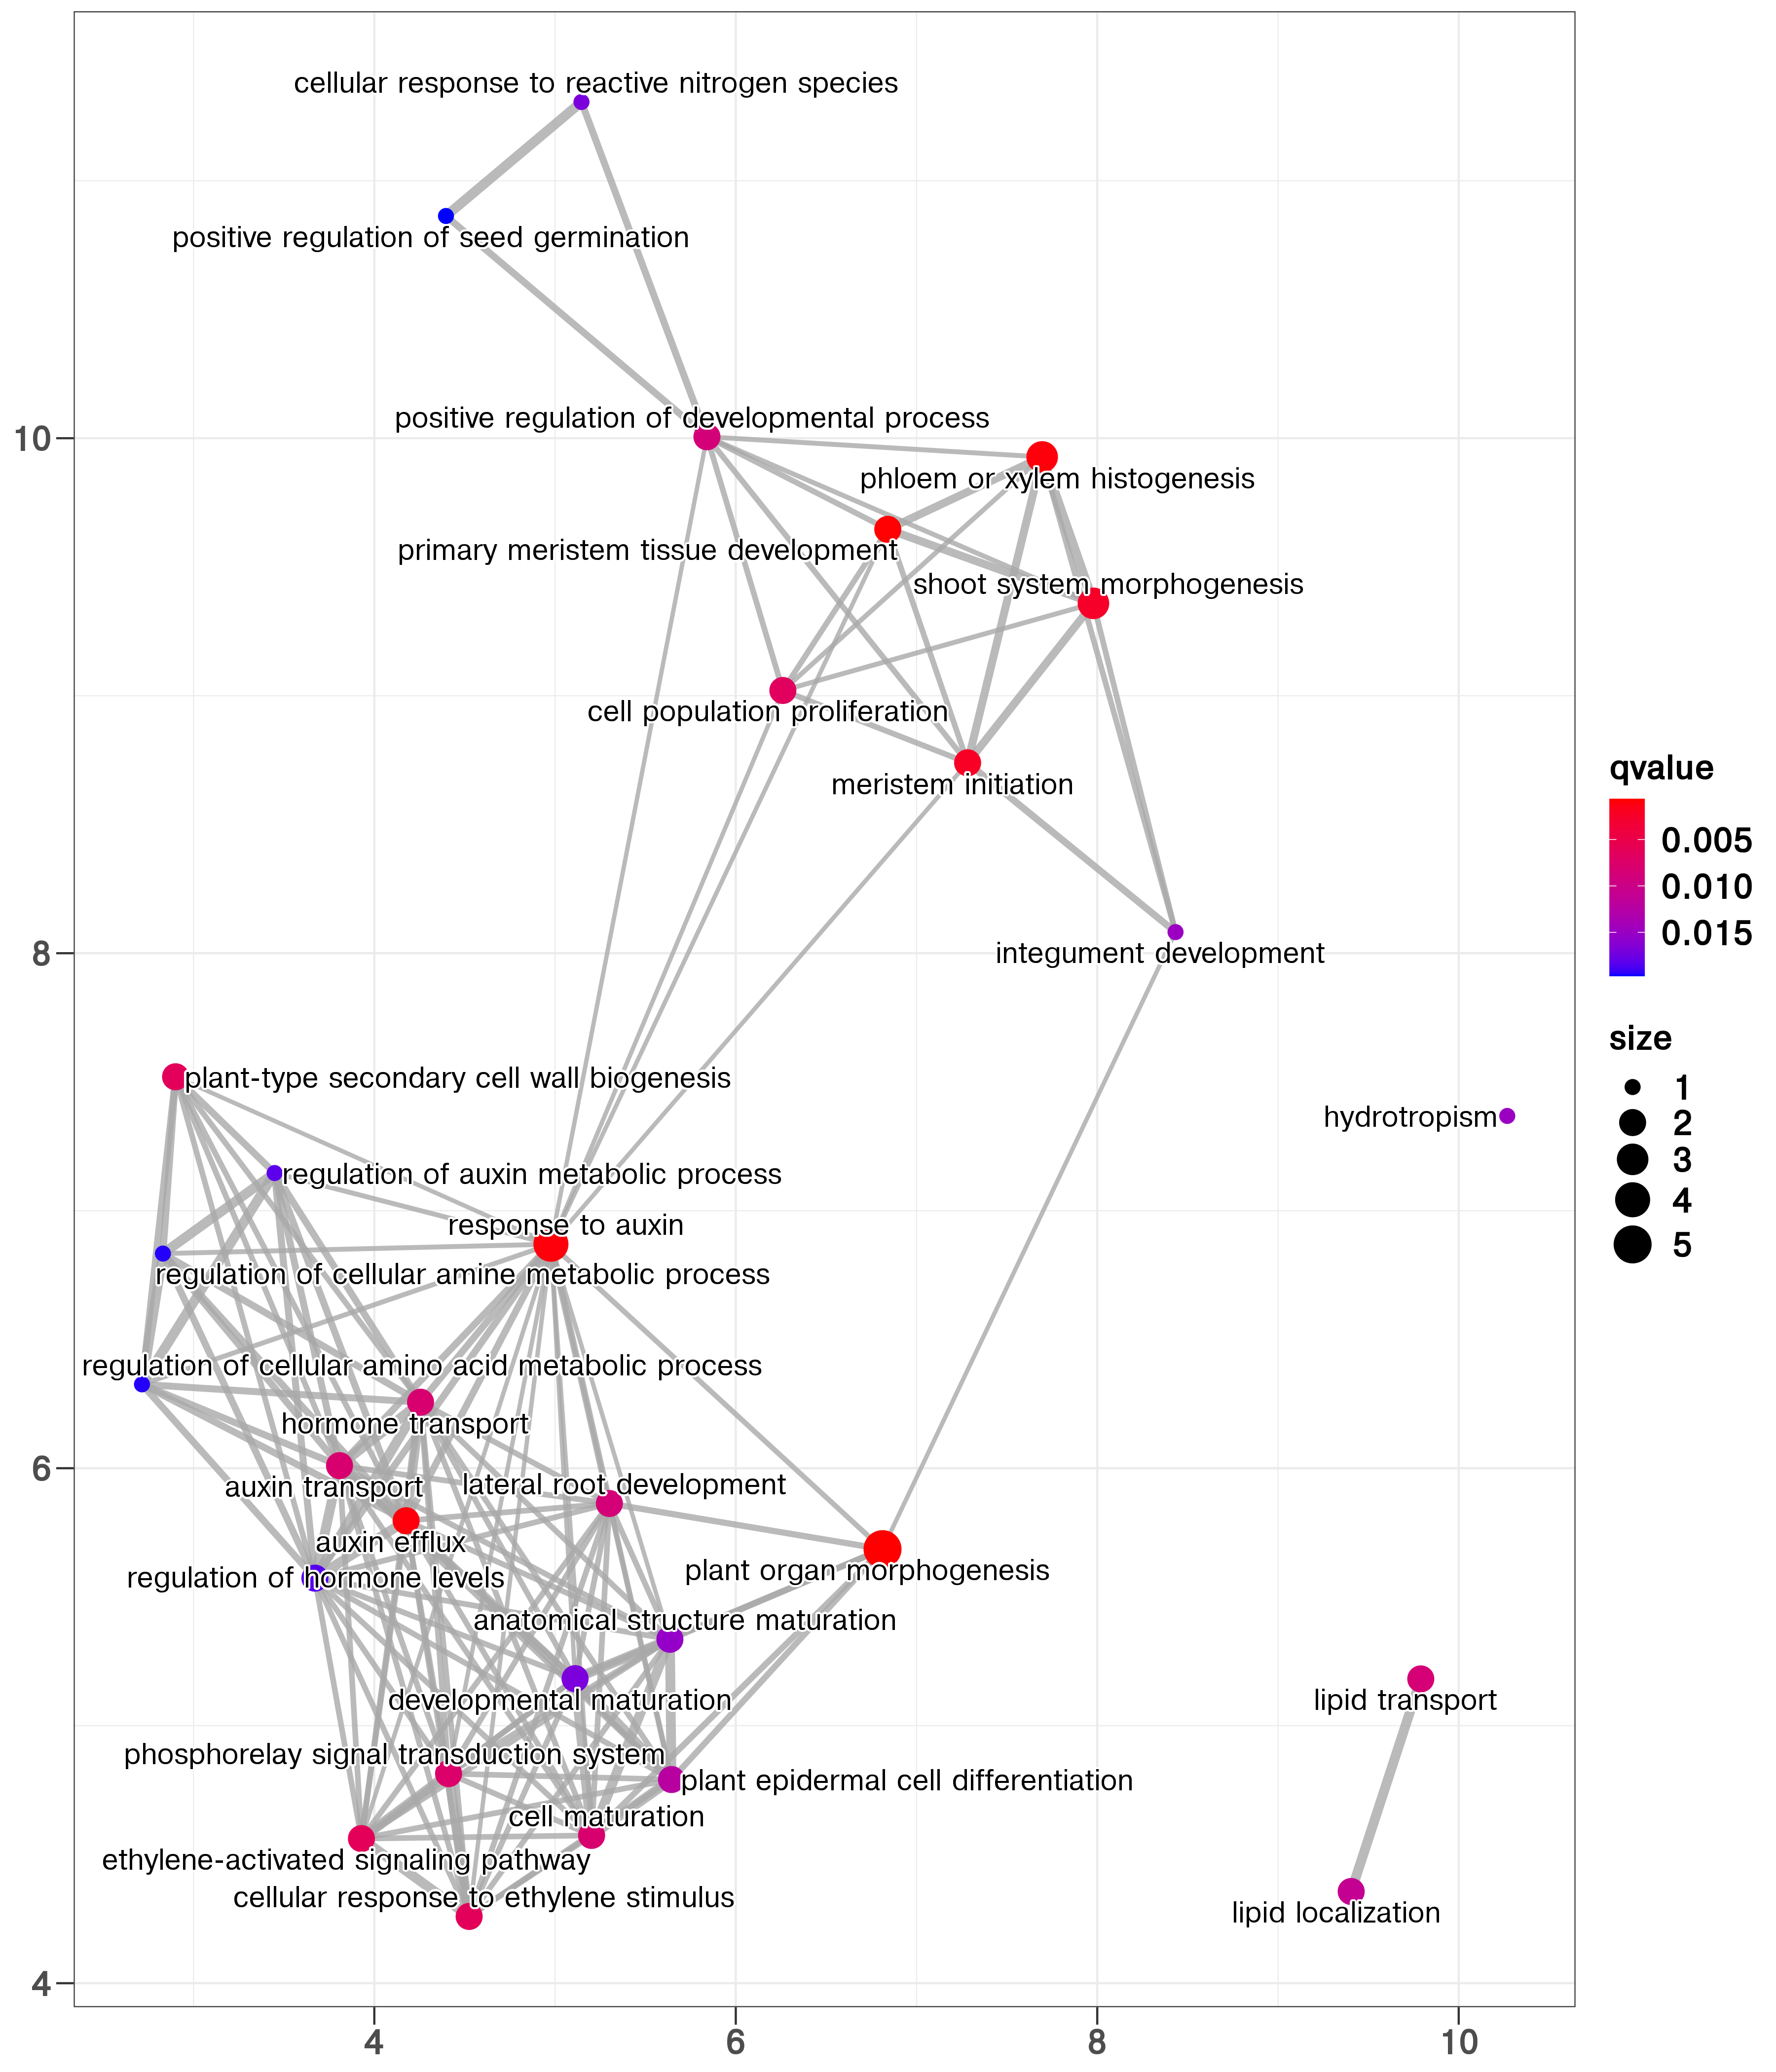 cellular response to reactive nitrogen species
positive regulation of seed germination
positive regulation of developmental process
10
phloem or xylem histogenesis
primary meristem tissue development
shoot system morphogenesis
cell population proliferation
meristem initiation
8
integument development
plant-type secondary cell wall biogenesis
hydrotropism
regulation of auxin metabolic process
response to auxin
regulation of cellular amine metabolic process
regulation of cellular amino acid metabolic process
hormone transport
6
auxin transport
lateral root development
auxin efflux
plant organ morphogenesis
regulation of hormone levels
anatomical structure maturation
developmental maturation
lipid transport
phosphorelay signal transduction system
plant epidermal cell differentiation
cell maturation
ethylene-activated signaling pathway
cellular response to ethylene stimulus
lipid localization
4
4
6
8
10
qvalue
0.005
0.010
0.015
size
1
2
3
4
5